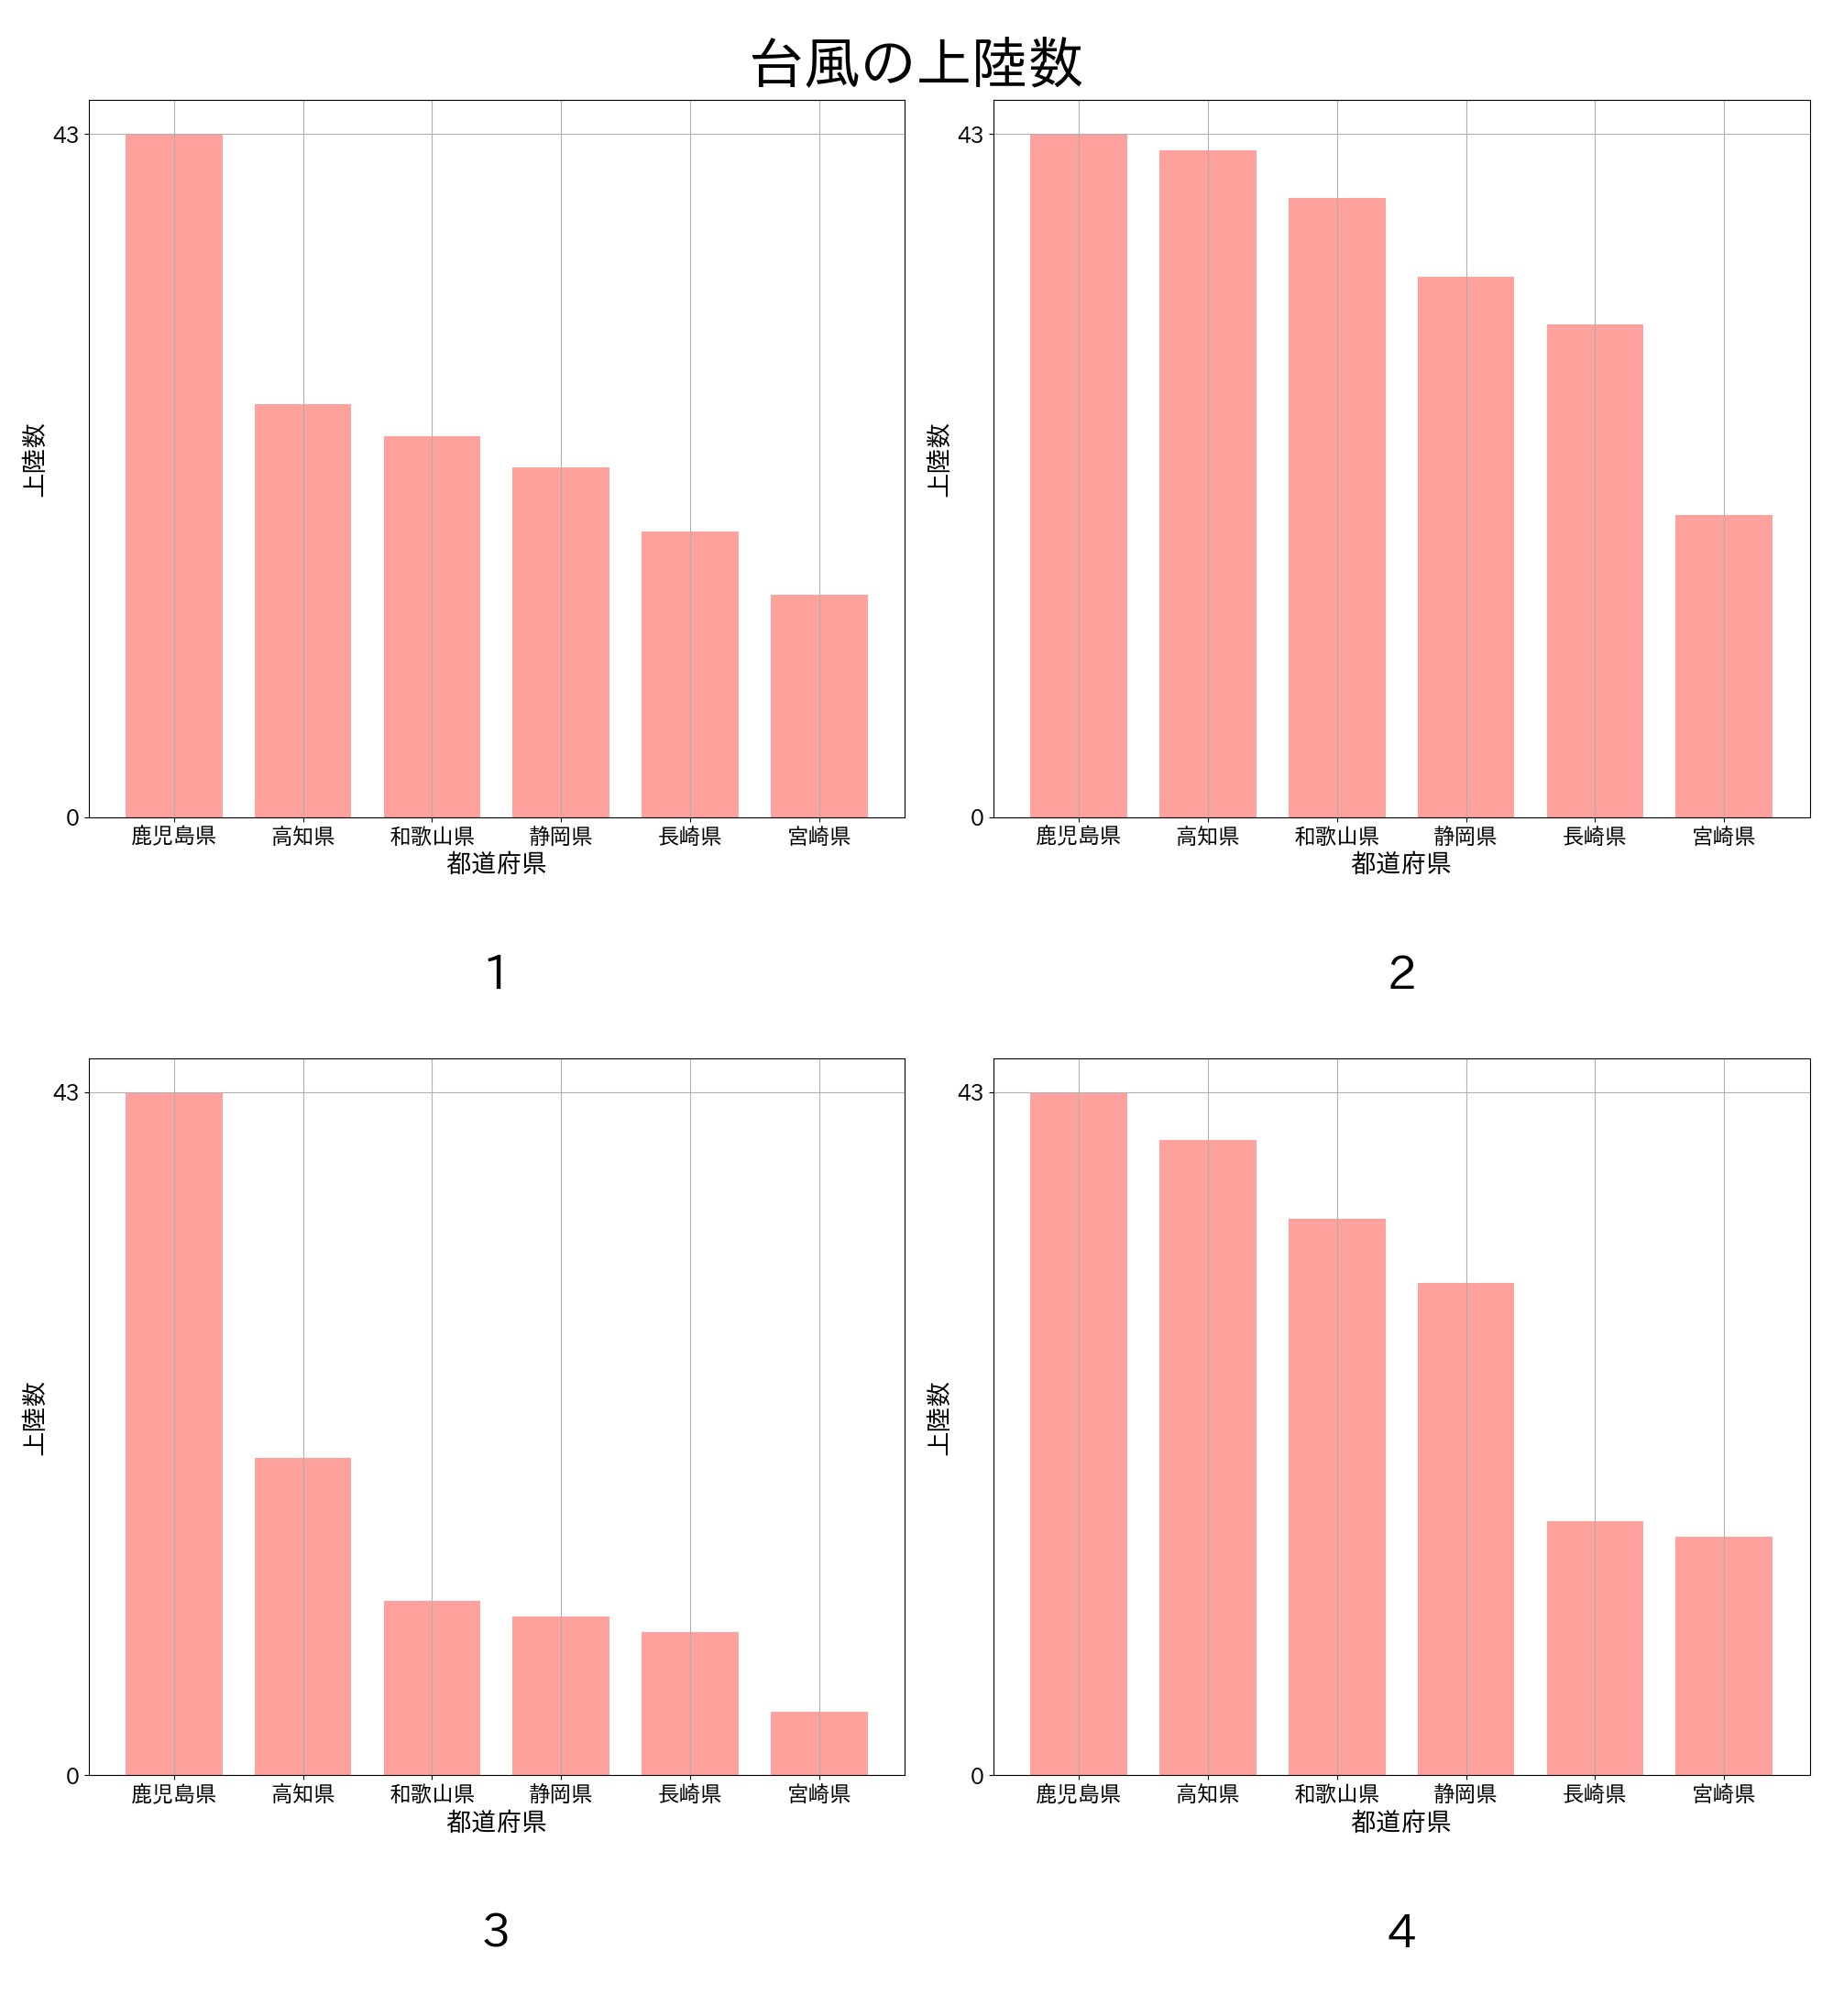 台風の上陸数
43
0
上陸数
鹿児島県 高知県 和歌山県 静岡県 長崎県 宮崎県
都道府県
1
43
0
上陸数
鹿児島県 高知県 和歌山県 静岡県 長崎県 宮崎県
都道府県
2
43
0
上陸数
鹿児島県 高知県 和歌山県 静岡県 長崎県 宮崎県
都道府県
3
43
0
上陸数
鹿児島県 高知県 和歌山県 静岡県 長崎県 宮崎県
都道府県
4